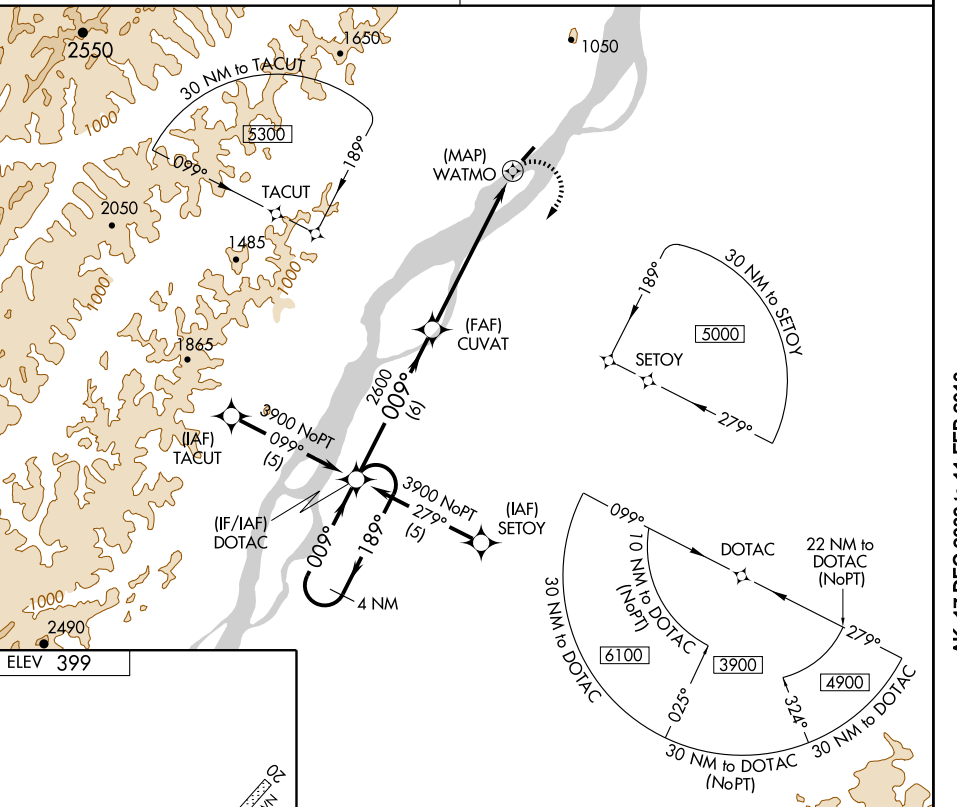 2550
1650
1050
30 NM to TACUT
1000
5300
099°
189°
TACUT
(MAP)
WATMO
2050
1485
1000
1000
30 NM to SETOY
189°
5000
SETOY
279°
(FAF)
CUVAT
1865
2600
009°
(6)
3900 NoPT
099°
(5)
(IAF)
TACUT
3900 NoPT
279°
(5)
(IAF)
SETOY
(IF/IAF)
DOTAC
009°
189°
4 NM
099°
DOTAC
22 NM to
DOTAC
(NoPT)
10 NM to DOTAC
(NoPT)
30 NM to DOTAC
279°
6100
3900
4900
025°
324°
30 NM to DOTAC
(NoPT)
30 NM to DOTAC
1000
2490
ELEV 399
20